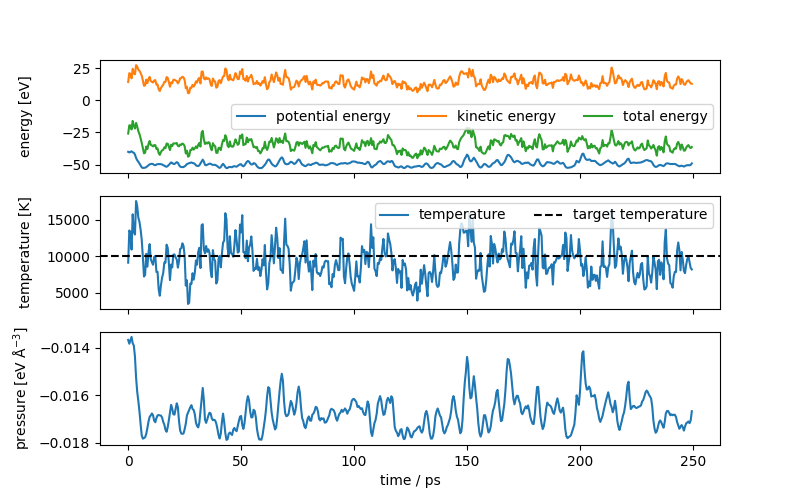 energy [eV]
25
0
−25
−50
potential energy
kinetic energy
total energy
temperature [K]
15000
10000
5000
temperature
target temperature
pressure [eV Å⁻³]
−0.014
−0.016
−0.018
0 50 100 150 200 250
time / ps